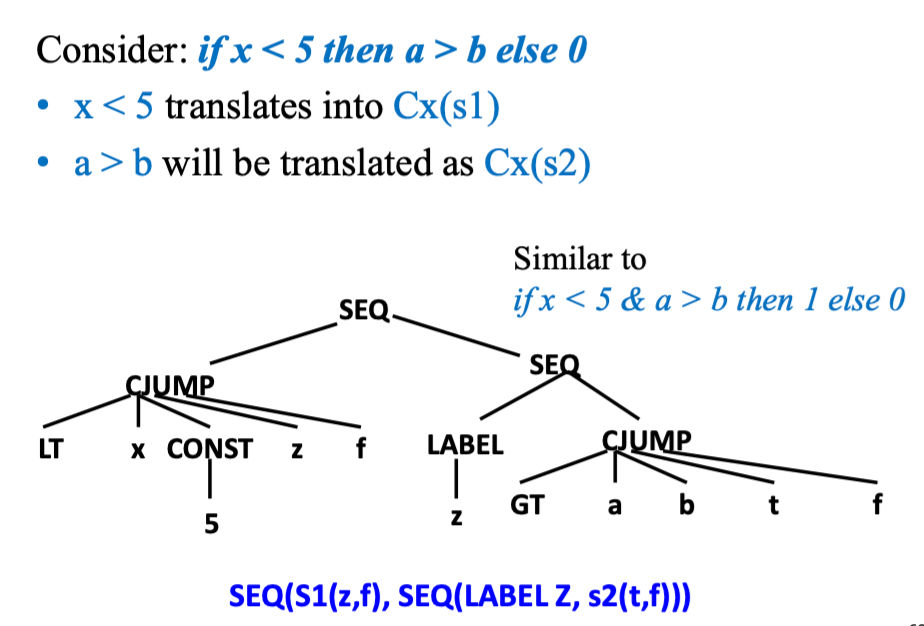 Consider: if x < 5 then a > b else 0
• x < 5 translates into Cx(s1)
• a > b will be translated as Cx(s2)
Similar to
if x < 5 & a > b then 1 else 0
SEQ
SEQ
CJUMP
LT x CONST z f
5
LABEL
z
CJUMP
GT a b t f
SEQ(S1(z,f), SEQ(LABEL Z, s2(t,f)))